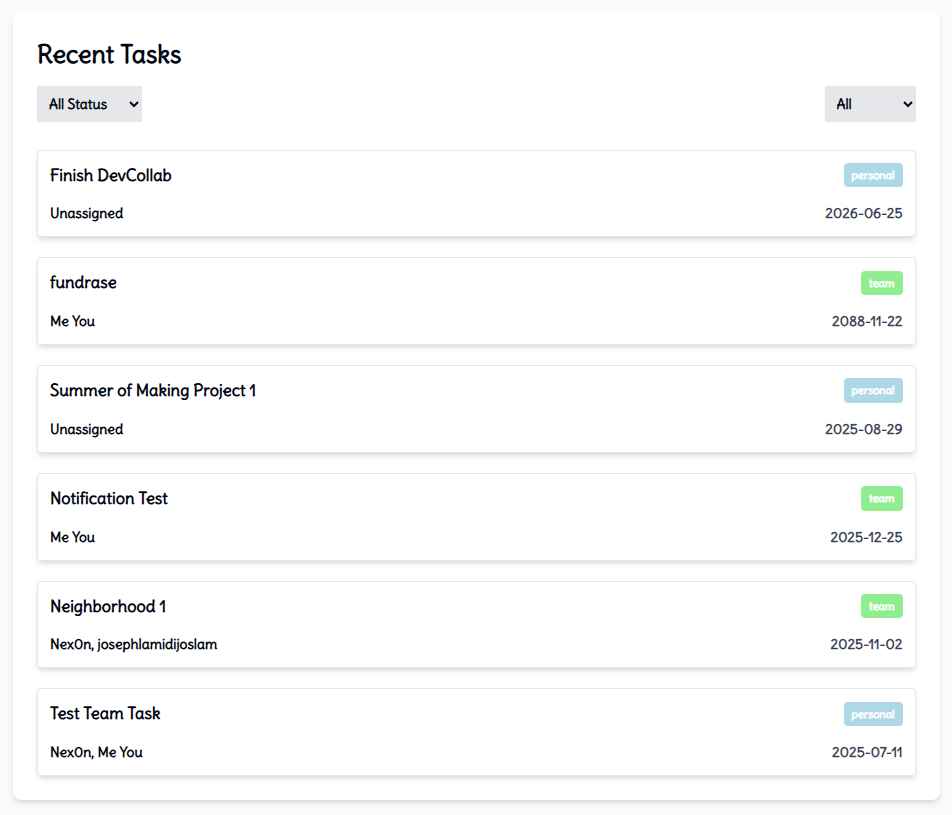 Recent Tasks
All Status All
Finish DevCollab personal
Unassigned 2026-06-25
fundrase team
Me You 2088-11-22
Summer of Making Project 1 personal
Unassigned 2025-08-29
Notification Test team
Me You 2025-12-25
Neighborhood 1 team
Nex0n, josephlamidijoslam 2025-11-02
Test Team Task personal
Nex0n, Me You 2025-07-11